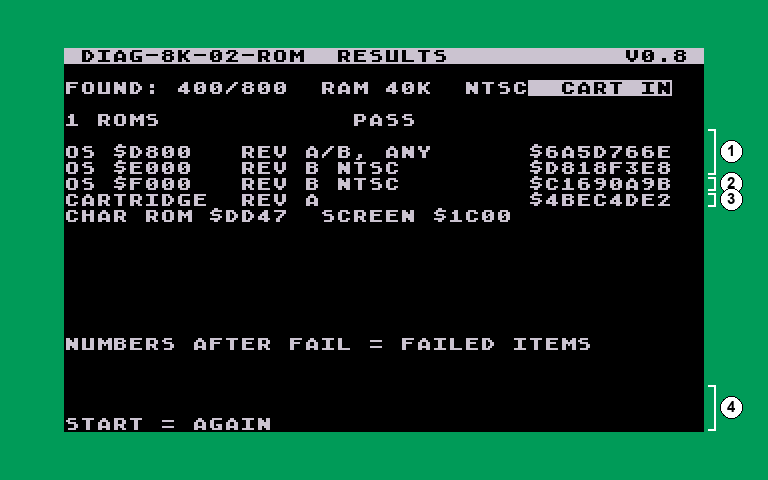 DIAG-8K-02-ROM RESULTS V0.8
FOUND: 400/800 RAM 40K NTSC CART IN
1 ROMS PASS
OS $D800 REV A/B, ANY $6A5D766E
OS $E000 REV B NTSC $D818F3E8
OS $F000 REV B NTSC $C1690A9B
CARTRIDGE REV A $4BEC4DE2
CHAR ROM $DD47 SCREEN $1C00
NUMBERS AFTER FAIL = FAILED ITEMS
START = AGAIN
1
2
3
4